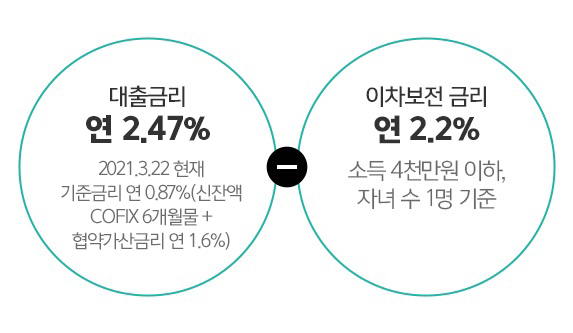 대출금리
연 2.47%
2021.3.22 현재
기준금리 연 0.87%(신잔액
COFIX 6개월물 +
협약가산금리 연 1.6%)
이차보전 금리
연 2.2%
소득 4천만원 이하,
자녀 수 1명 기준